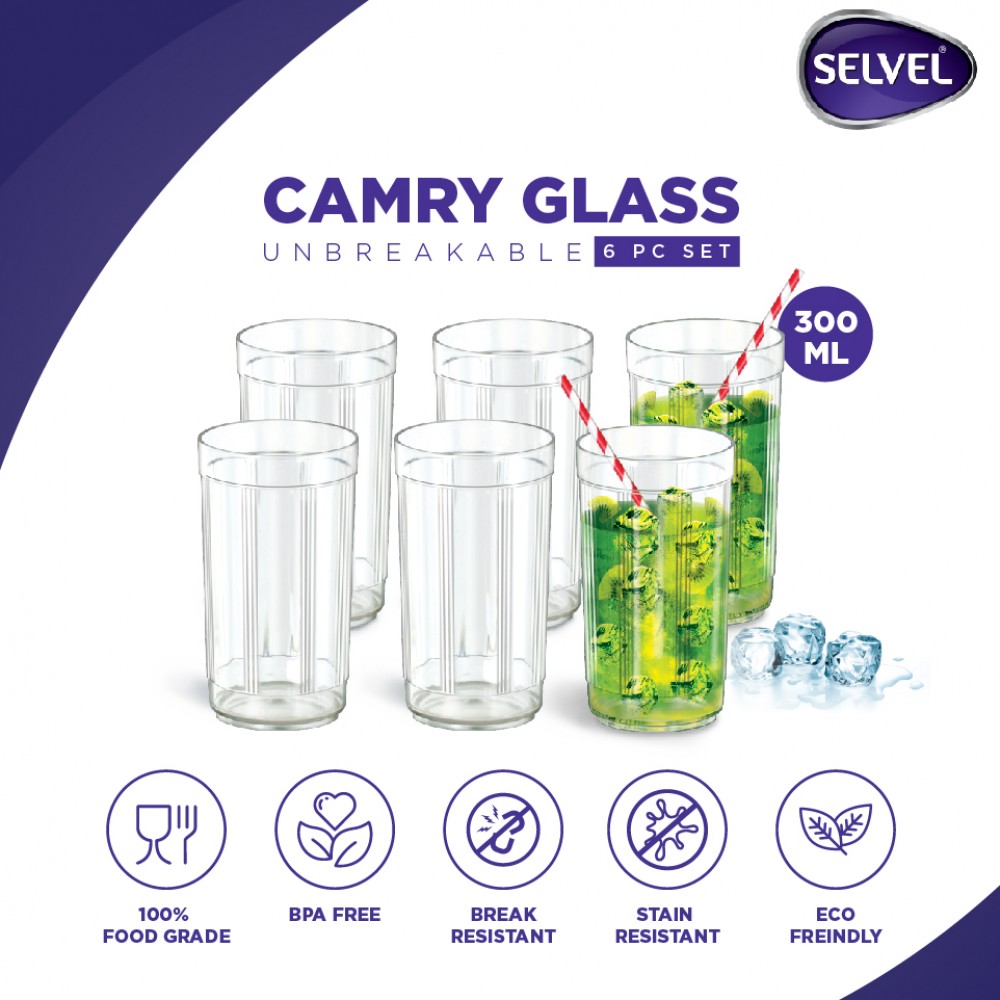 SELVEL®
CAMRY GLASS
UNBREAKABLE 6 PC SET
300
ML
100%
FOOD GRADE
BPA FREE
BREAK
RESISTANT
STAIN
RESISTANT
ECO
FREINDLY